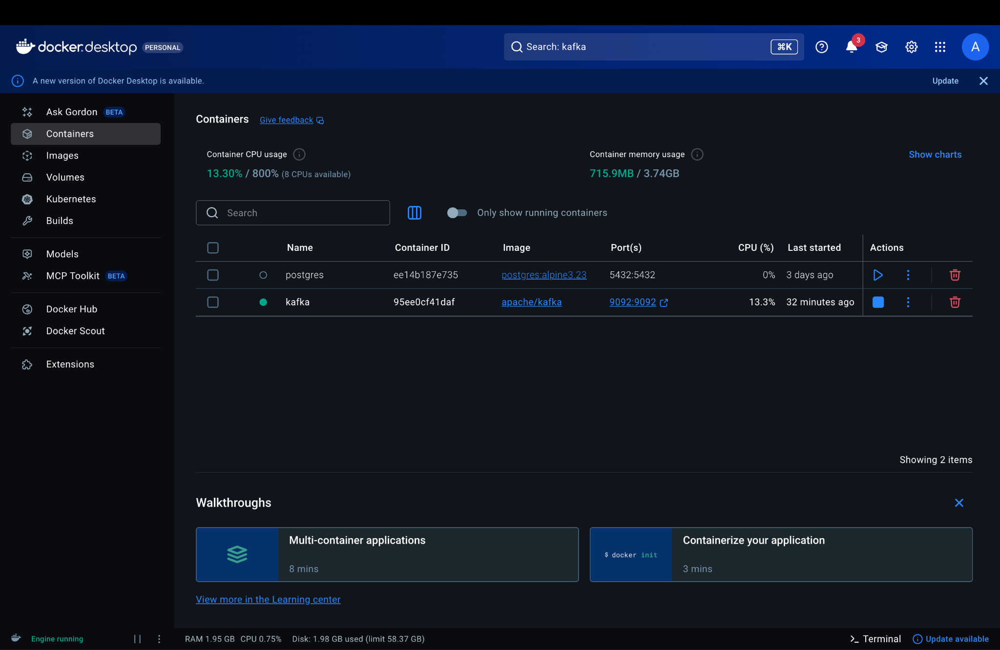 docker.desktop PERSONAL
Search: kafka ⌘K
3
A
A new version of Docker Desktop is available.
Update
Ask Gordon BETA
Containers
Images
Volumes
Kubernetes
Builds
Models
MCP Toolkit BETA
Docker Hub
Docker Scout
Extensions
Containers Give feedback
Container CPU usage
13.30% / 800% (8 CPUs available)
Container memory usage
715.9MB / 3.74GB
Show charts
Search
Only show running containers
Name Container ID Image Port(s) CPU (%) Last started Actions
postgres ee14b187e735 postgres:alpine3.23 5432:5432 0% 3 days ago
kafka 95ee0cf41daf apache/kafka 9092:9092 13.3% 32 minutes ago
Showing 2 items
Walkthroughs
Multi-container applications
8 mins
$ docker init
Containerize your application
3 mins
View more in the Learning center
Engine running
RAM 1.95 GB CPU 0.75% Disk: 1.98 GB used (limit 58.37 GB)
>_ Terminal
Update available